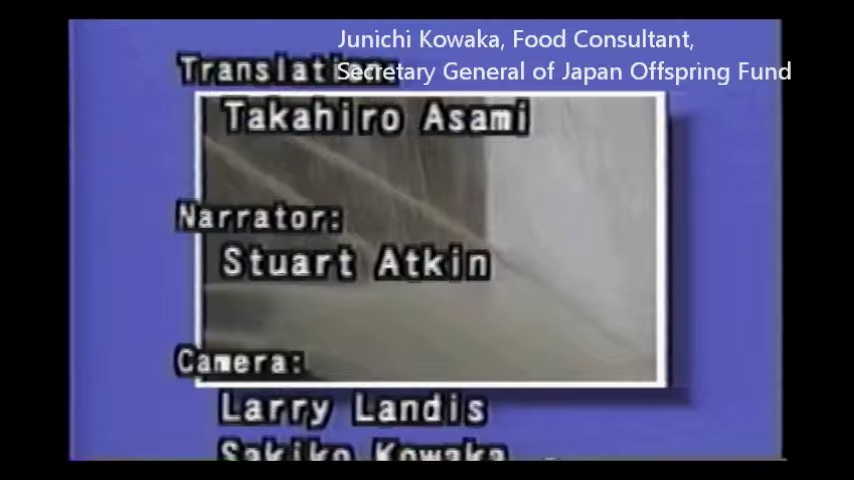 Junichi Kowaka, Food Consultant,
Secretary General of Japan Offspring Fund
Translation:
Takahiro Asami
Narrator:
Stuart Atkin
Camera:
Larry Landis
Sakiko Kowaka